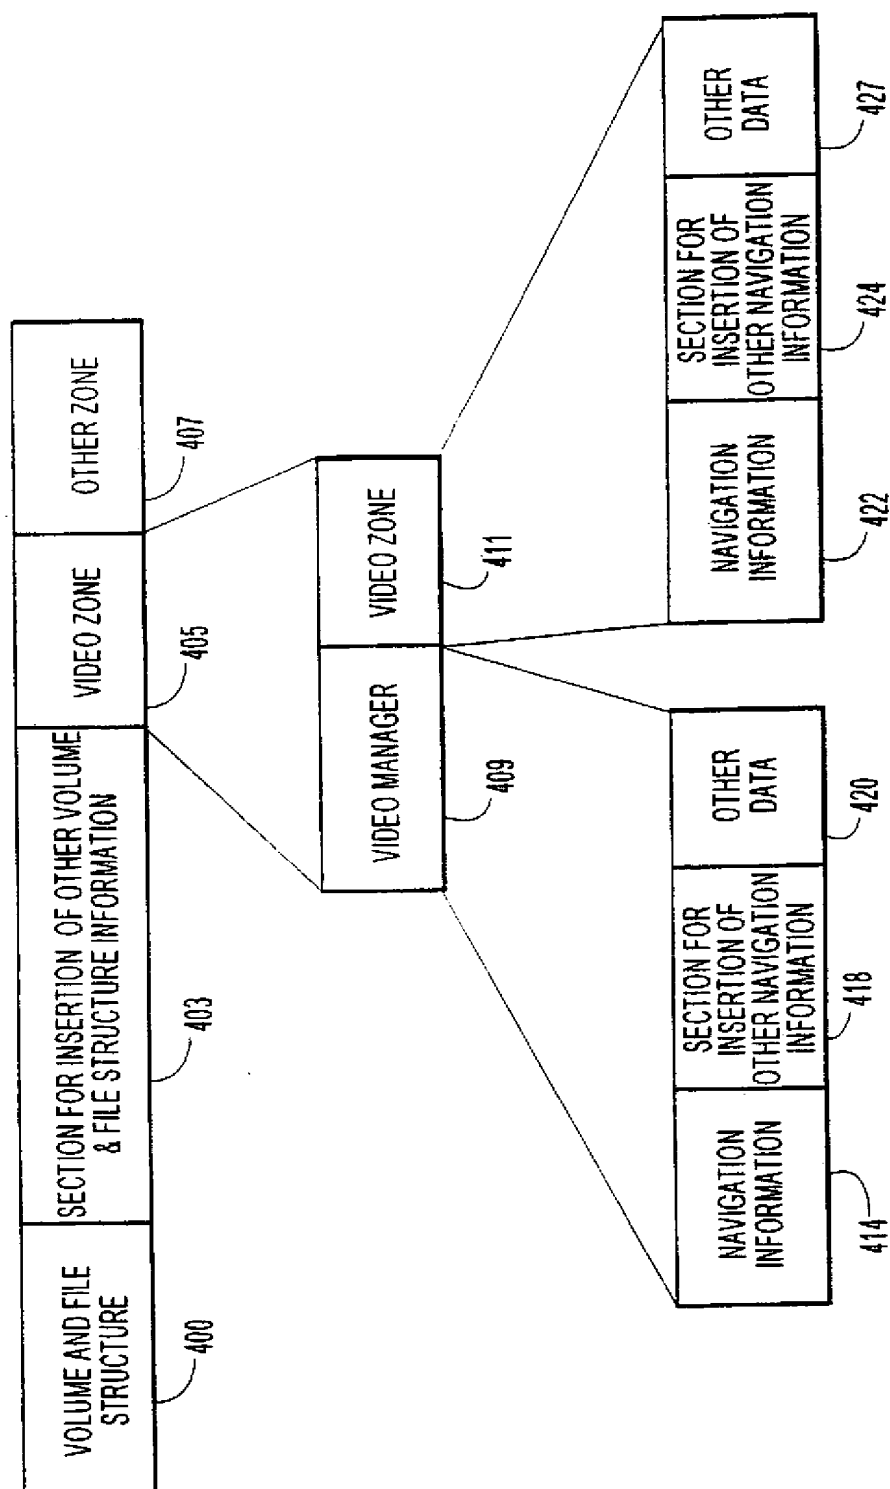 VOLUME AND FILE
STRUCTURE
400
SECTION FOR INSERTION OF OTHER VOLUME
& FILE STRUCTURE INFORMATION
403
VIDEO ZONE
405
OTHER ZONE
407
VIDEO MANAGER
409
VIDEO ZONE
411
NAVIGATION
INFORMATION
414
SECTION FOR
INSERTION OF
OTHER NAVIGATION
INFORMATION
418
OTHER
DATA
420
NAVIGATION
INFORMATION
422
SECTION FOR
INSERTION OF
OTHER NAVIGATION
INFORMATION
424
OTHER
DATA
427